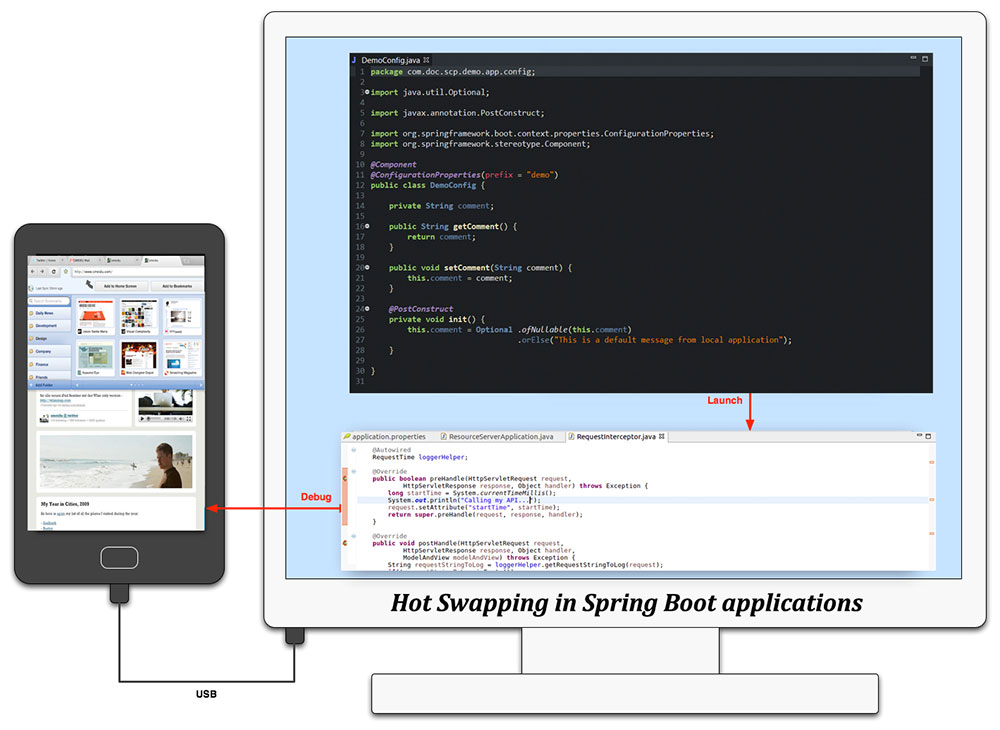 DemoConfig.java
1 package com.doc.scp.demo.app.config;
2
3 import java.util.Optional;
4
5 import javax.annotation.PostConstruct;
6
7 import org.springframework.boot.context.properties.ConfigurationProperties;
8 import org.springframework.stereotype.Component;
9
10 @Component
11 @ConfigurationProperties(prefix = "demo")
12 public class DemoConfig {
13
14 private String comment;
15
16 public String getComment() {
17 return comment;
18 }
19
20 public void setComment(String comment) {
21 this.comment = comment;
22 }
23
24 @PostConstruct
25 private void init() {
26 this.comment = Optional .ofNullable(this.comment)
27 .orElse("This is a default message from local application");
28 }
29
30 }
31
Launch
application.properties ResourceServerApplication.java RequestInterceptor.java
@Autowired
RequestTime loggerHelper;
@Override
public boolean preHandle(HttpServletRequest request,
HttpServletResponse response, Object handler) throws Exception {
long startTime = System.currentTimeMillis();
System.out.println("Calling my API...");
request.setAttribute("startTime", startTime);
return super.preHandle(request, response, handler);
}
@Override
public void postHandle(HttpServletRequest request,
HttpServletResponse response, Object handler,
ModelAndView modelAndView) throws Exception {
String requestStringToLog = loggerHelper.getRequestStringToLog(request);
Debug
Hot Swapping in Spring Boot applications
USB
Add to Home Screen Add to Bookmarks
Daily News
Development
Design
Company
Finance
Friends
Add Folder
My Year in Cities, 2009